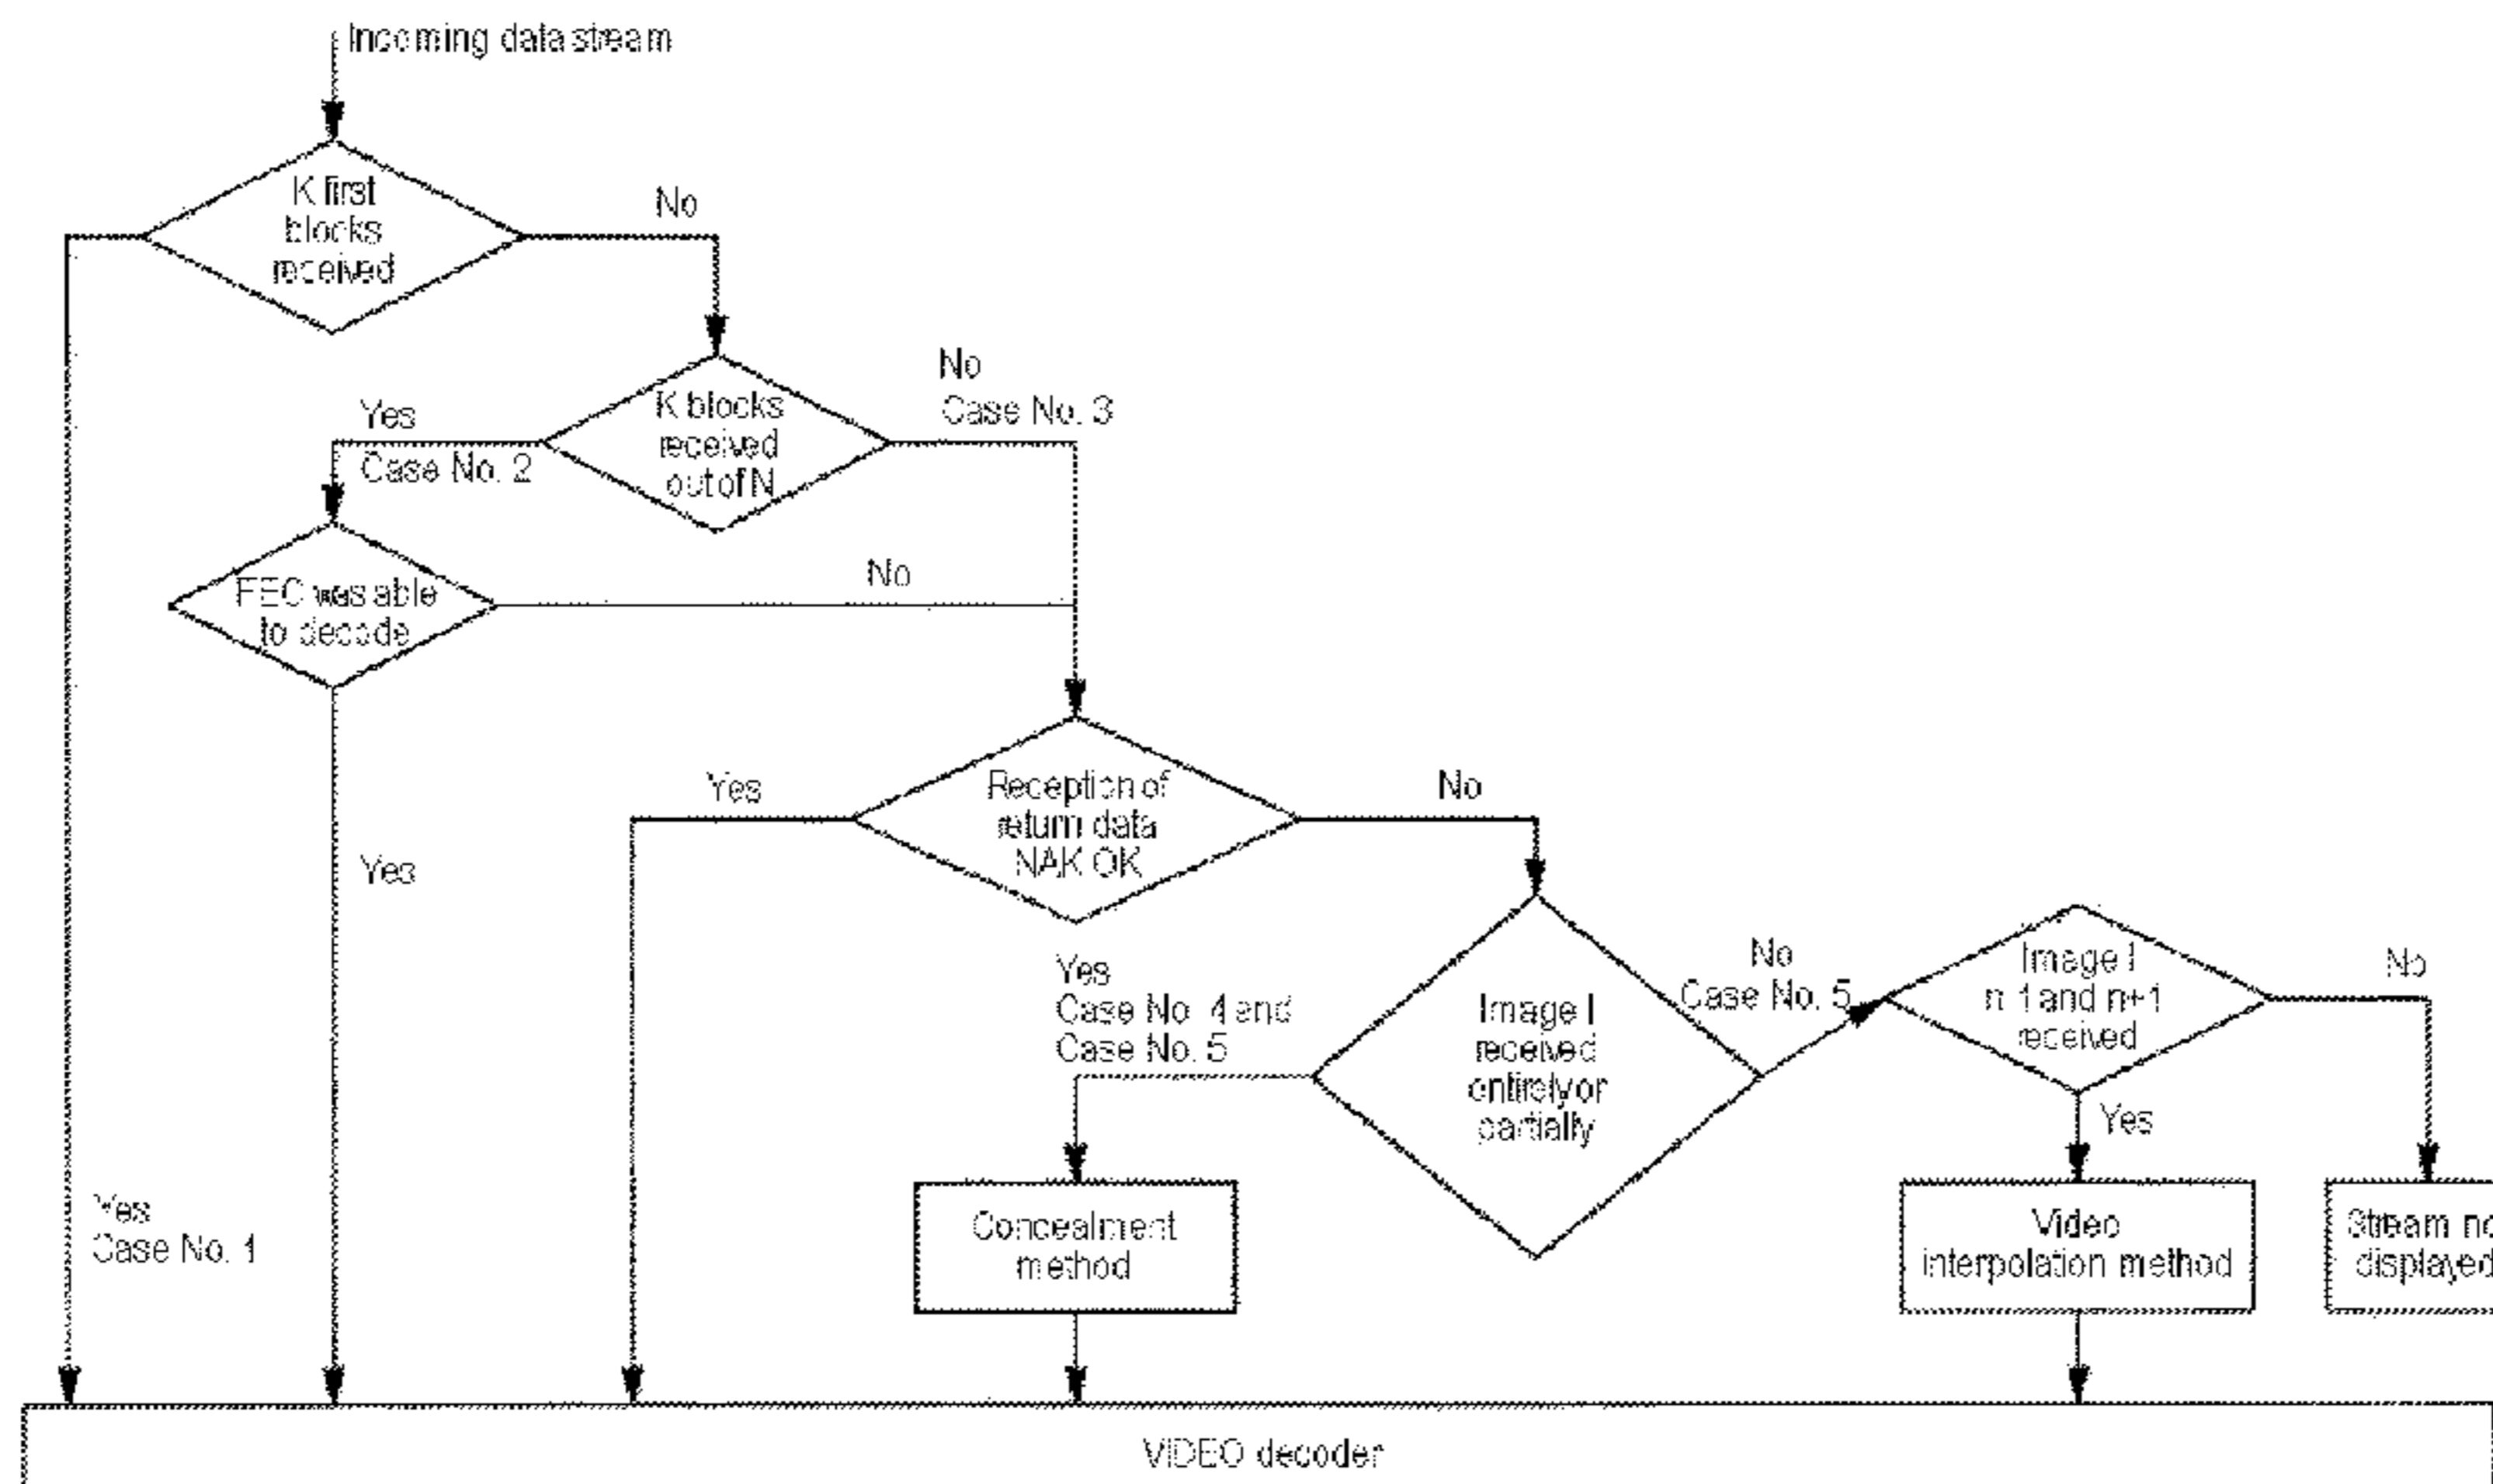 Incoming data stream
K first
blocks
received
No
No
Case No. 3
K blocks
received
out of N
Yes
Case No. 2
FEC was able
to decode
No
Yes
Reception of
return data
NAK OK
Yes
No
Yes
Case No. 4 and
Case No. 5
Image I
received
entirely or
partially
No
Case No. 5
Image I
n-1 and n+1
received
No
Yes
Yes
Case No. 1
Concealment
method
Video
interpolation method
Stream no
displayed
VIDEO decoder